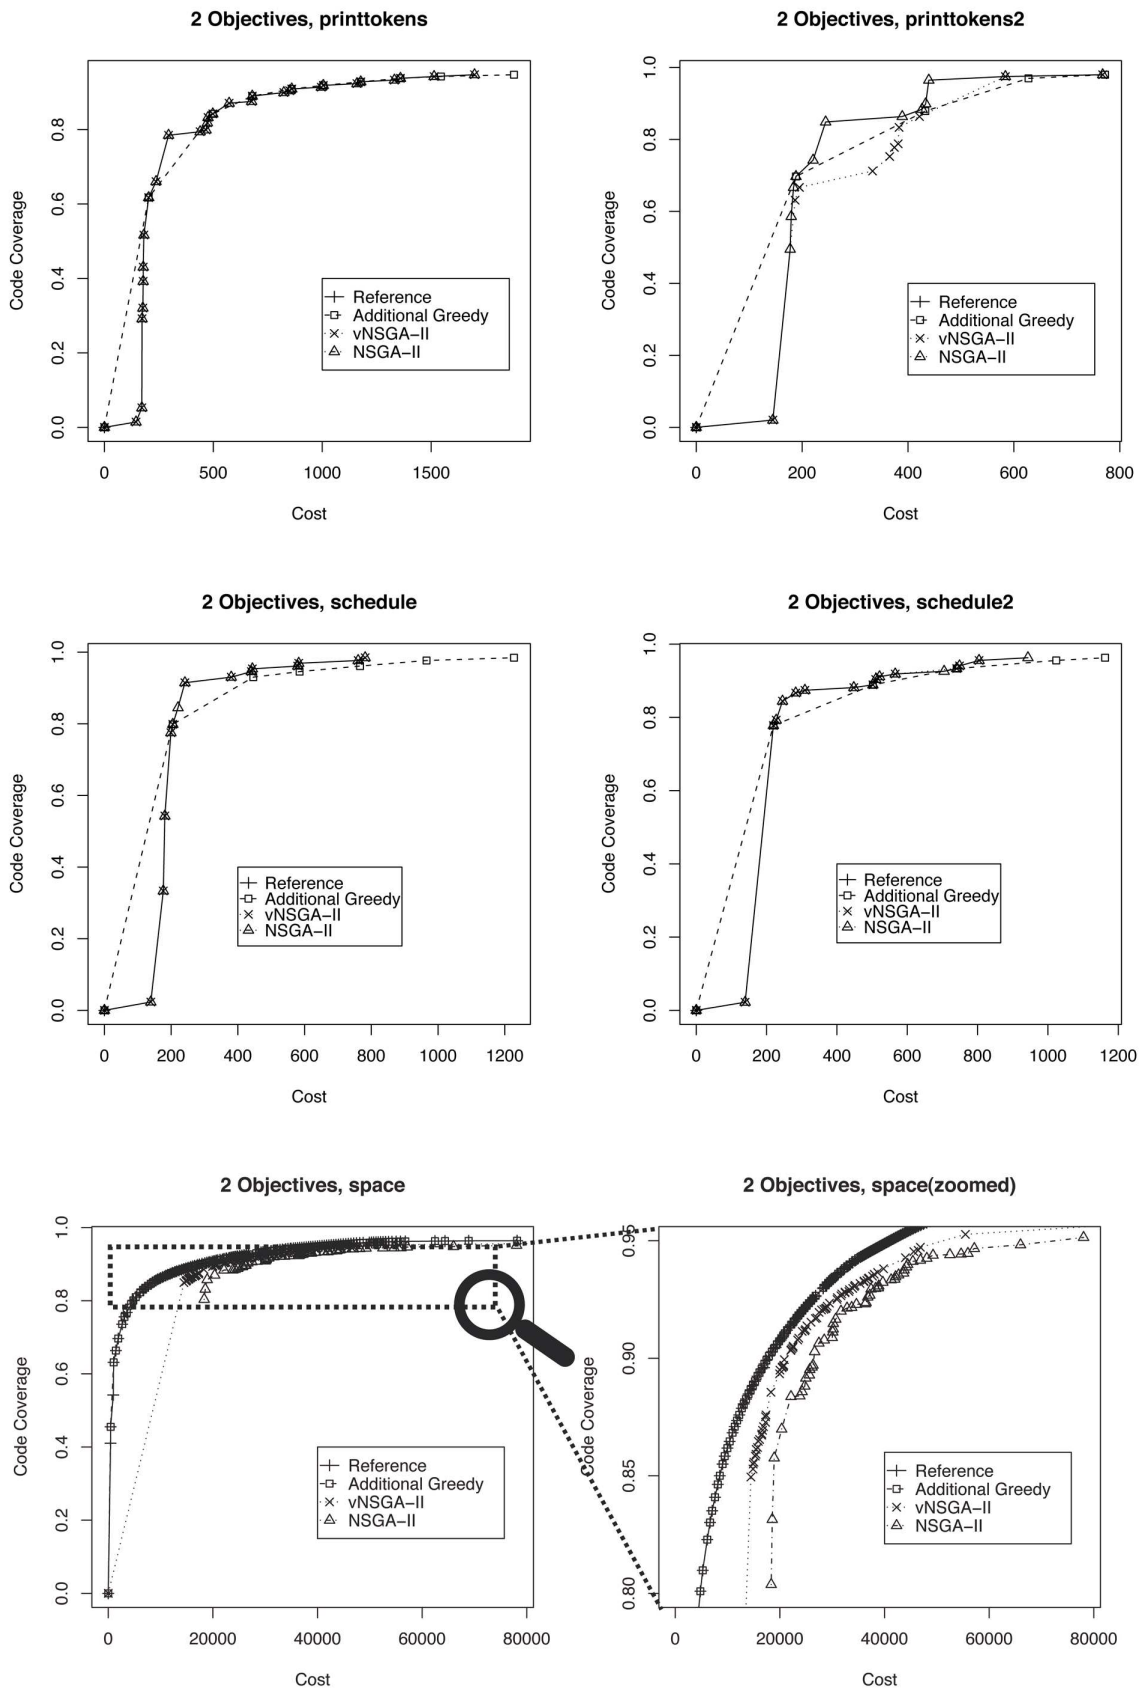 2 Objectives, printtokens
Code Coverage
0.0 0.2 0.4 0.6 0.8
Reference
Additional Greedy
vNSGA−II
NSGA−II
0 500 1000 1500
Cost
2 Objectives, printtokens2
Code Coverage
0.0 0.2 0.4 0.6 0.8 1.0
Reference
Additional Greedy
vNSGA−II
NSGA−II
0 200 400 600 800
Cost
2 Objectives, schedule
Code Coverage
0.0 0.2 0.4 0.6 0.8 1.0
Reference
Additional Greedy
vNSGA−II
NSGA−II
0 200 400 600 800 1000 1200
Cost
2 Objectives, schedule2
Code Coverage
0.0 0.2 0.4 0.6 0.8 1.0
Reference
Additional Greedy
vNSGA−II
NSGA−II
0 200 400 600 800 1000 1200
Cost
2 Objectives, space
Code Coverage
0.0 0.2 0.4 0.6 0.8 1.0
Reference
Additional Greedy
vNSGA−II
NSGA−II
0 20000 40000 60000 80000
Cost
2 Objectives, space(zoomed)
Code Coverage
0.80 0.85 0.90 0.95
Reference
Additional Greedy
vNSGA−II
NSGA−II
0 20000 40000 60000 80000
Cost